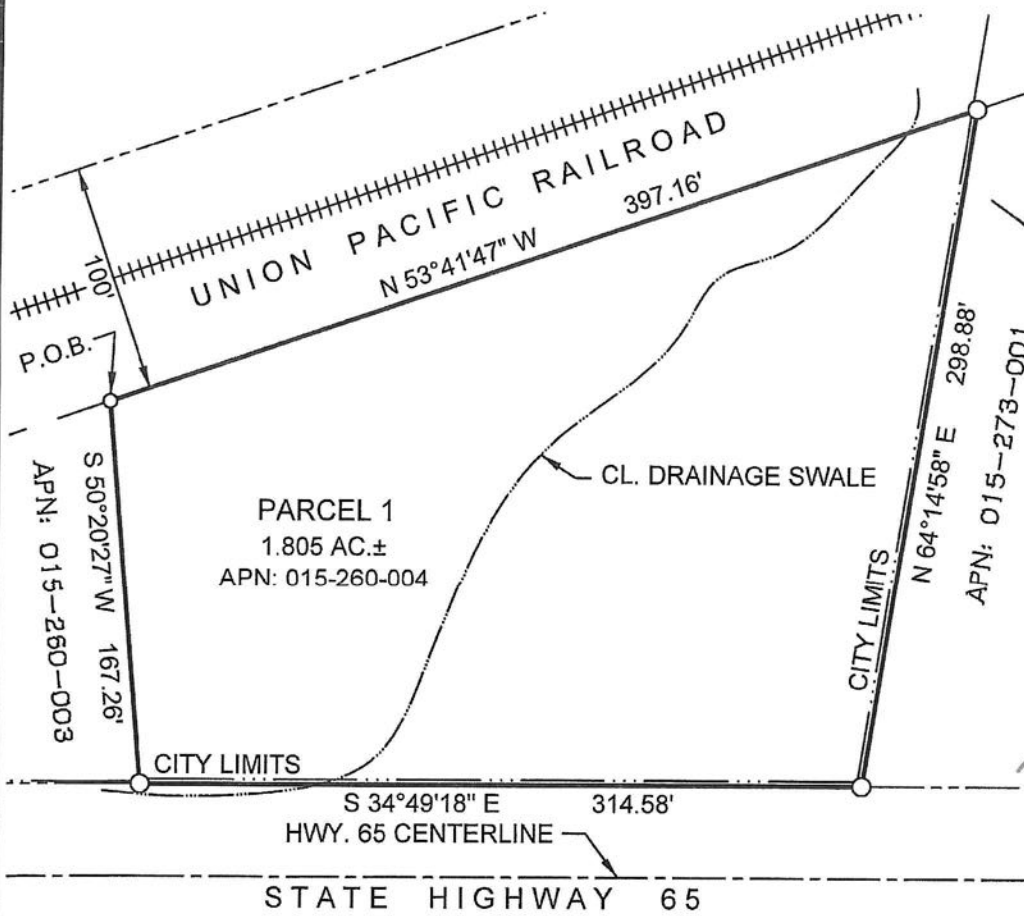 UNION PACIFIC RAILROAD
100'
N 53°41'47" W 397.16'
P.O.B.
S 50°20'27" W 167.26'
APN: 015-260-003
PARCEL 1
1.805 AC.±
APN: 015-260-004
CL. DRAINAGE SWALE
N 64°14'58" E 298.88'
APN: 015-273-001
CITY LIMITS
CITY LIMITS
S 34°49'18" E 314.58'
HWY. 65 CENTERLINE
STATE HIGHWAY 65